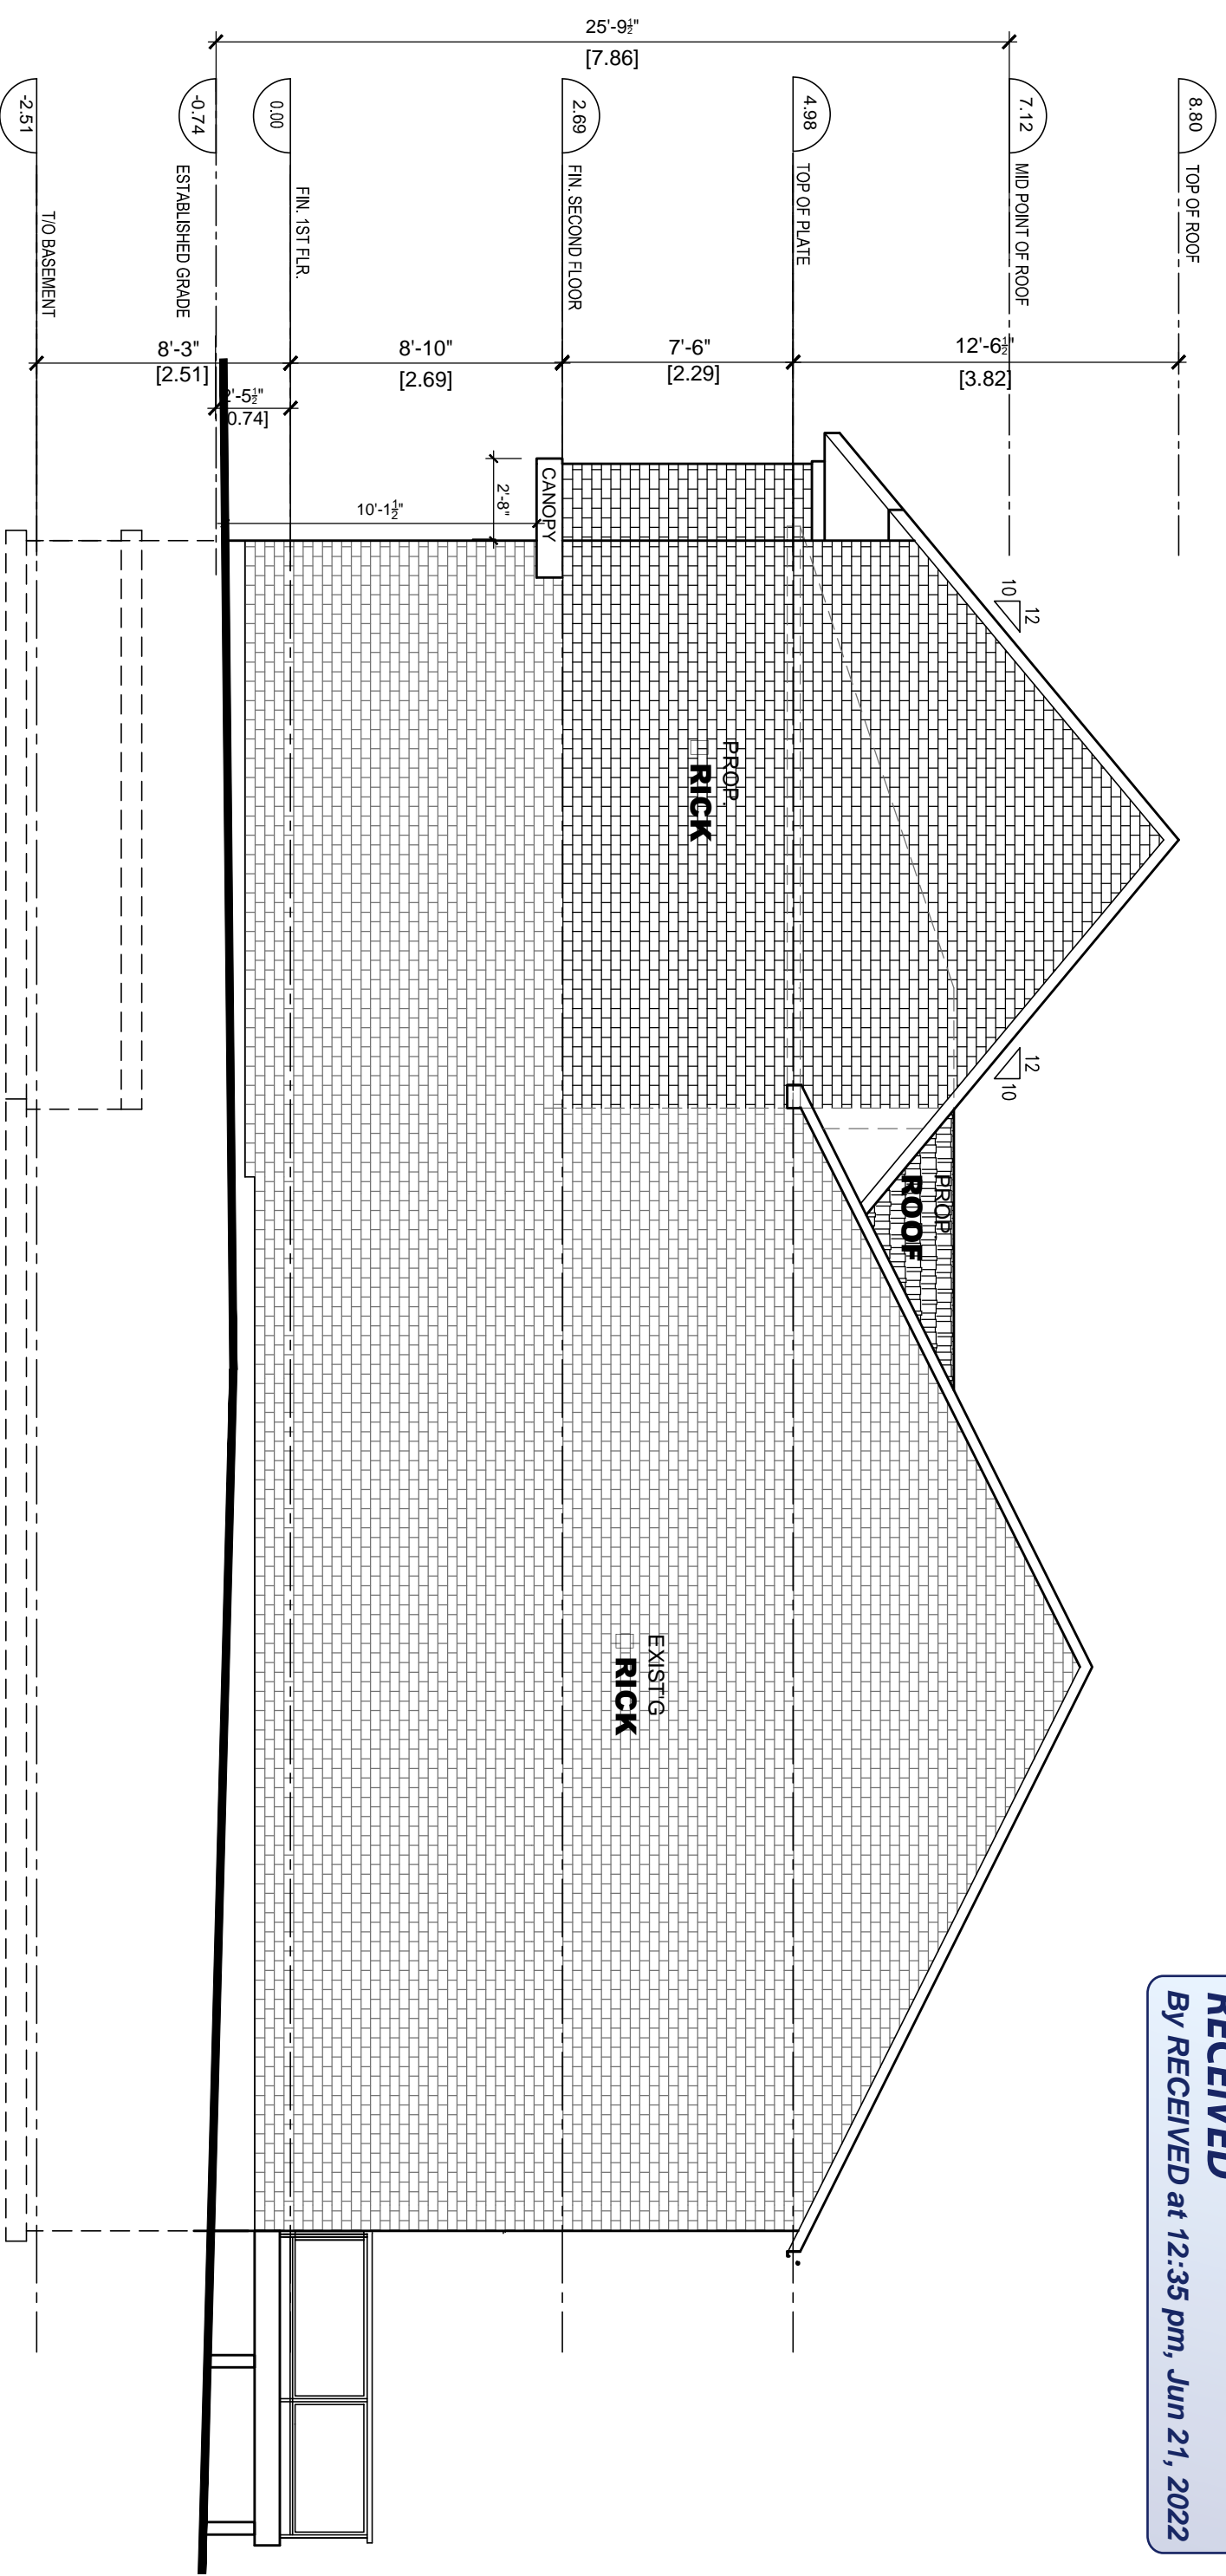 RECEIVED
By RECEIVED at 12:35 pm, Jun 21, 2022
8.80
TOP OF ROOF
7.12
MID POINT OF ROOF
4.98
TOP OF PLATE
2.69
FIN. SECOND FLOOR
0.00
FIN. 1ST FLR.
-0.74
ESTABLISHED GRADE
-2.51
T/O BASEMENT
25'-9½"
[7.86]
12'-6½"
[3.82]
7'-6"
[2.29]
8'-10"
[2.69]
8'-3"
[2.51]
2'-5½"
0.74]
10'-1½"
2'-8"
CANOPY
12
10
12
10
PROP.
RICK
PROP.
ROOF
EXIST'G
RICK